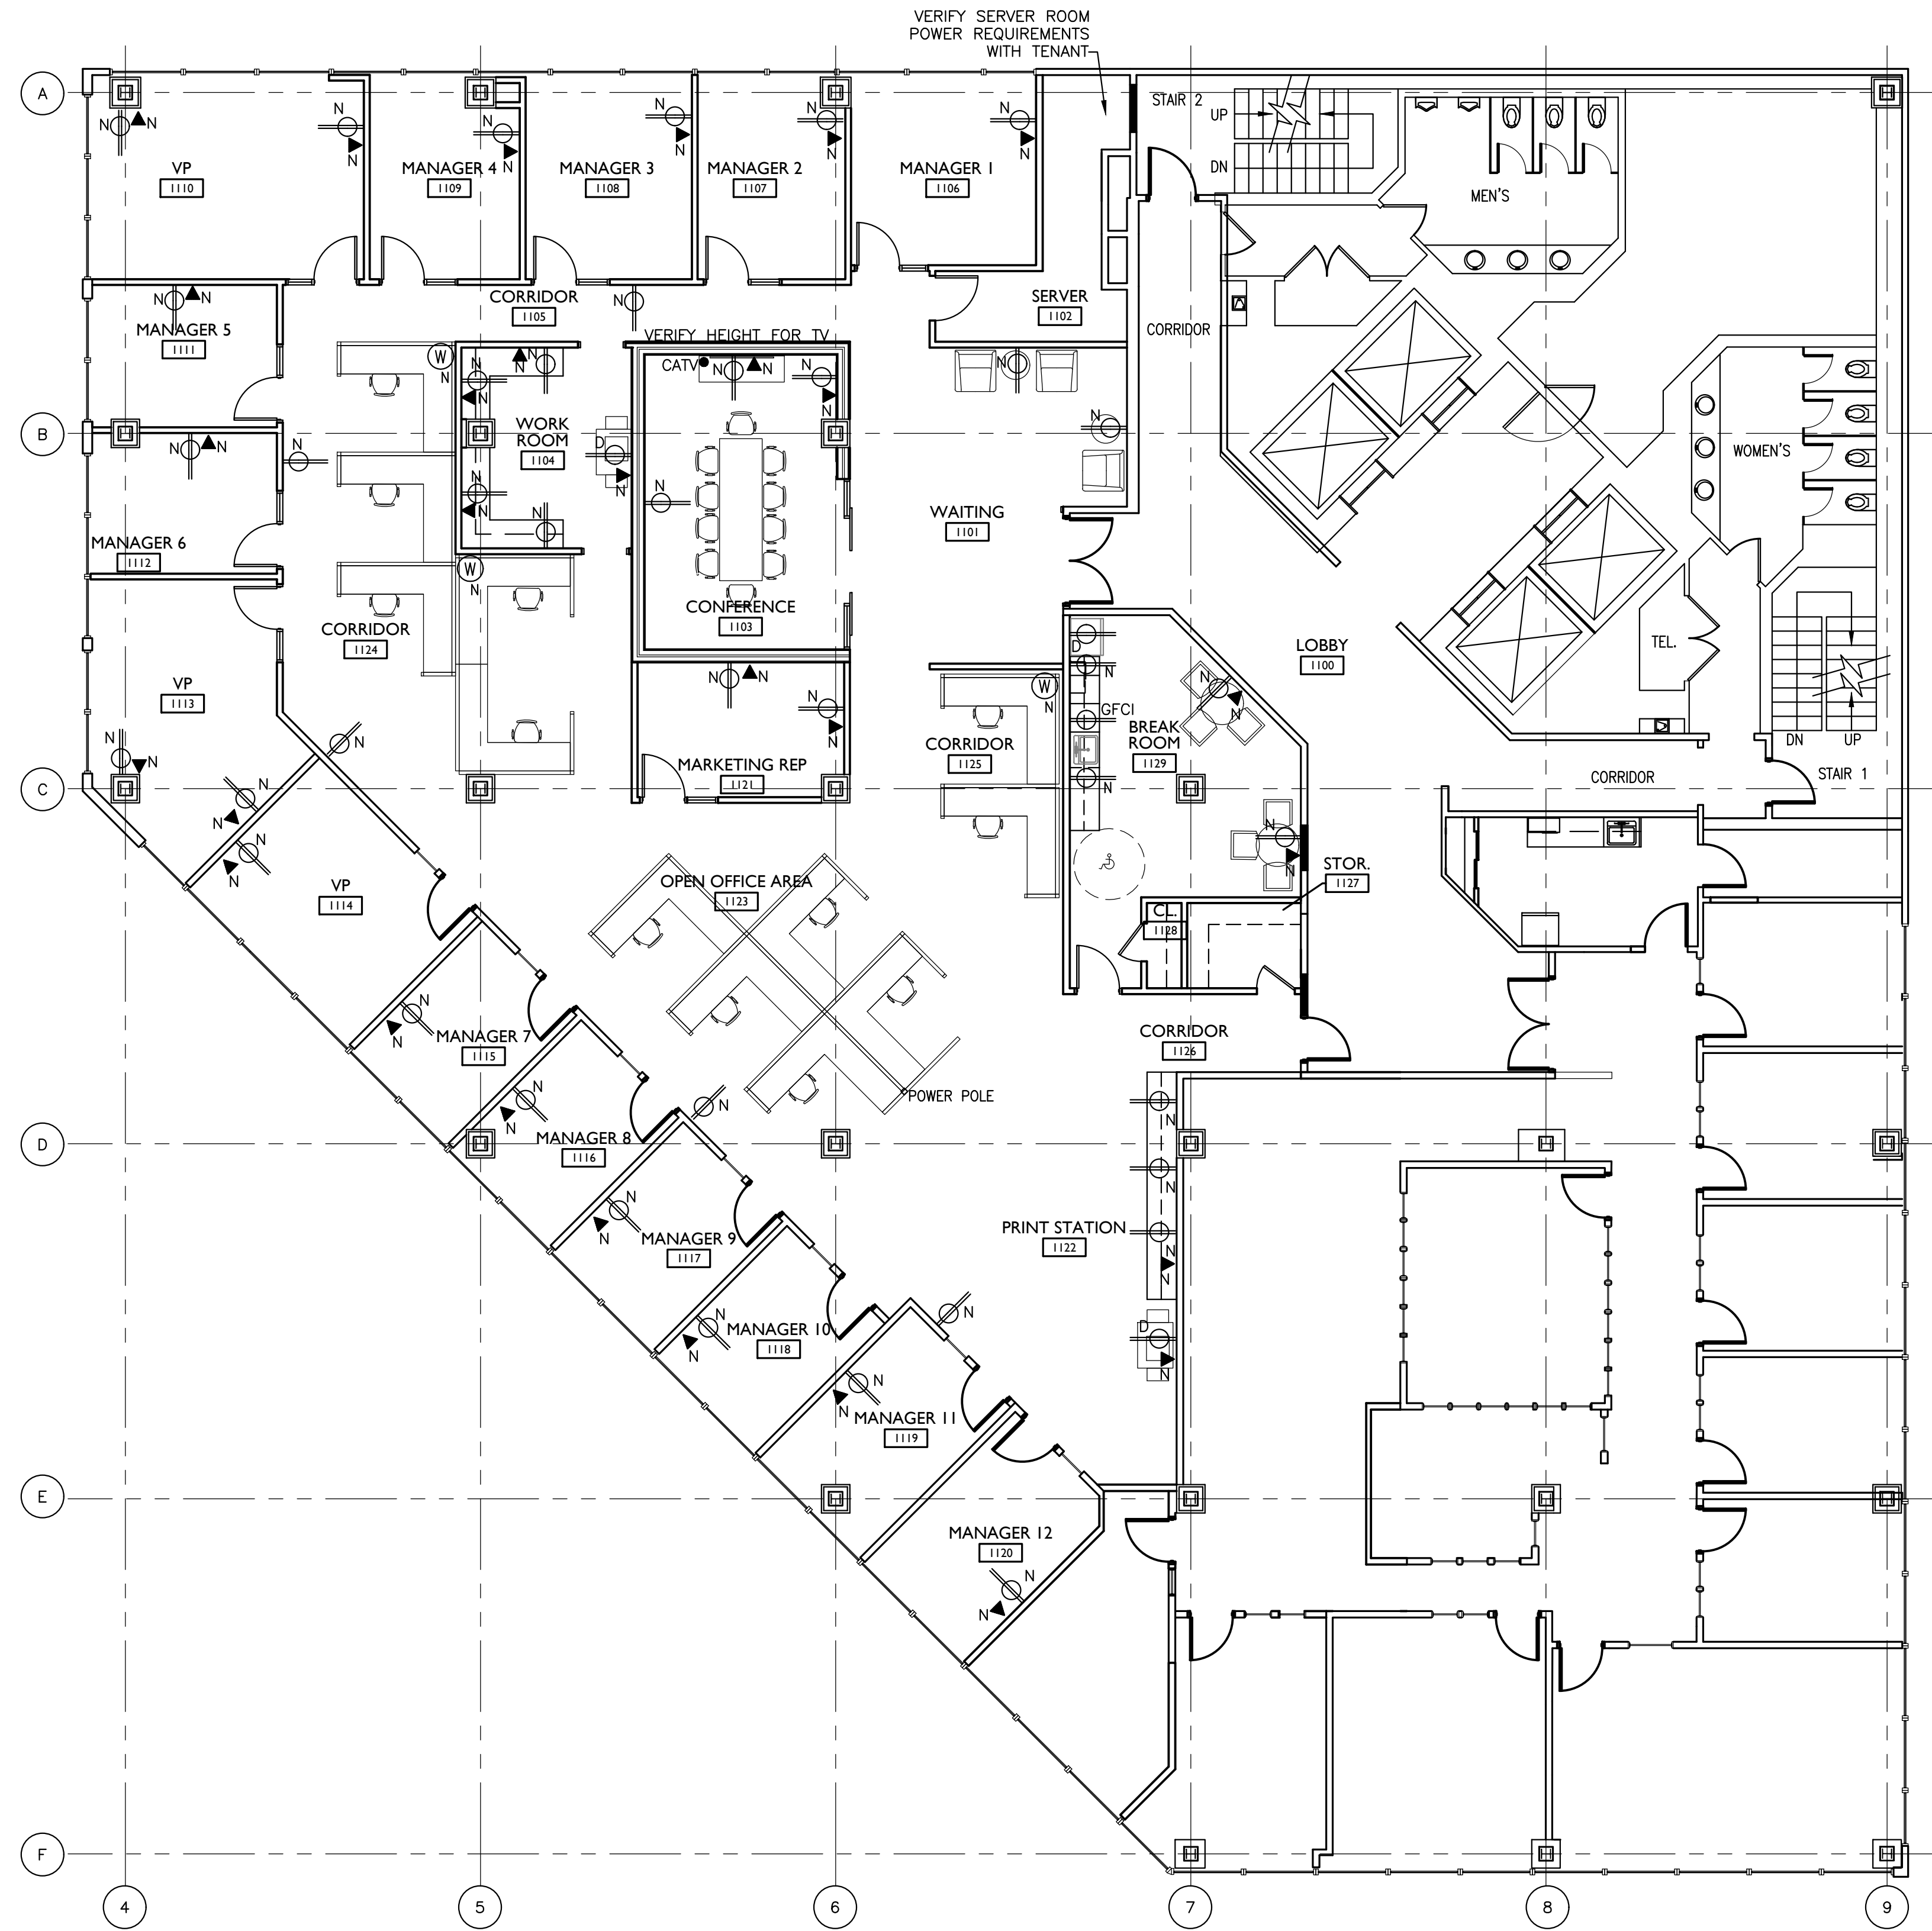 VERIFY SERVER ROOM
POWER REQUIREMENTS
WITH TENANT
A
STAIR 2
UP
DN
MEN'S
N
N
N
N
N
N
N
N
N
N
N
N
VP
1110
MANAGER 4
1109
MANAGER 3
1108
MANAGER 2
1107
MANAGER 1
1106
N
N
MANAGER 5
1111
CORRIDOR
1105
N
SERVER
1102
CORRIDOR
VERIFY HEIGHT FOR TV
CATV
N
N
N
N
W
N
N
N
N
N
N
N
B
WORK
ROOM
1104
D
N
N
N
N
N
N
N
N
N
WOMEN'S
WAITING
1101
MANAGER 6
1112
W
N
CONFERENCE
1103
CORRIDOR
1124
LOBBY
1100
TEL.
VP
1113
N
N
N
N
W
N
D
N
GFCI
N
N
N
BREAK
ROOM
1129
CORRIDOR
1125
N
N
N
MARKETING REP
1121
DN
UP
STAIR 1
CORRIDOR
C
N
N
N
N
N
N
N
VP
1114
OPEN OFFICE AREA
1123
STOR.
1127
CL.
1128
N
N
MANAGER 7
1115
CORRIDOR
1126
POWER POLE
N
N
N
MANAGER 8
1116
D
N
N
N
N
MANAGER 9
1117
PRINT STATION
1122
N
N
N
N
N
MANAGER 10
1118
D
N
N
N
MANAGER 11
1119
E
MANAGER 12
1120
N
N
F
4
5
6
7
8
9